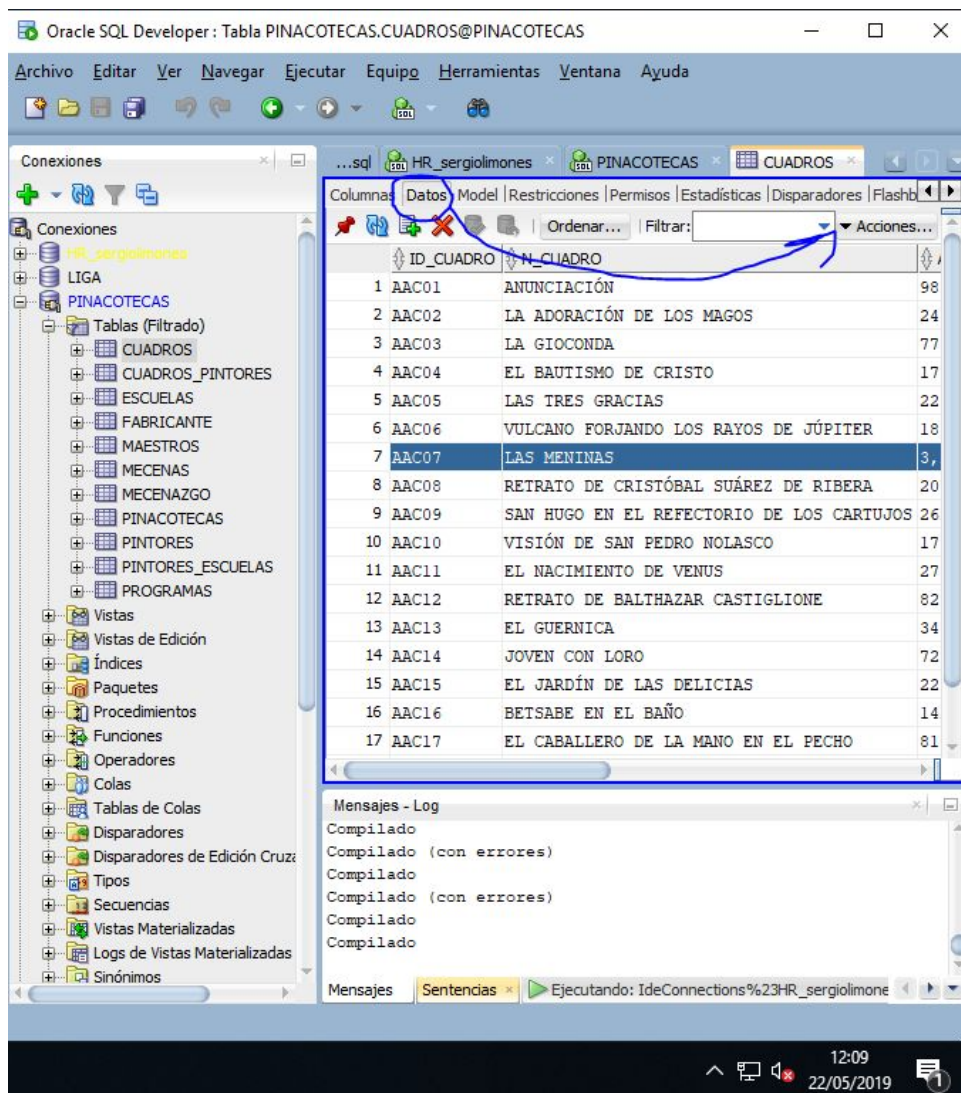 Oracle SQL Developer : Tabla PINACOTECAS.CUADROS@PINACOTECAS
Archivo Editar Ver Navegar Ejecutar Equipo Herramientas Ventana Ayuda
Conexiones
Conexiones
HR_sergiolimones
LIGA
PINACOTECAS
Tablas (Filtrado)
CUADROS
CUADROS_PINTORES
ESCUELAS
FABRICANTE
MAESTROS
MECENAS
MECENAZGO
PINACOTECAS
PINTORES
PINTORES_ESCUELAS
PROGRAMAS
Vistas
Vistas de Edición
Índices
Paquetes
Procedimientos
Funciones
Operadores
Colas
Tablas de Colas
Disparadores
Disparadores de Edición Cruza
Tipos
Secuencias
Vistas Materializadas
Logs de Vistas Materializadas
Sinónimos
...sql HR_sergiolimones PINACOTECAS CUADROS
Columnas Datos Model Restricciones Permisos Estadísticas Disparadores Flashb
Ordenar... Filtrar: Acciones...
ID_CUADRO N_CUADRO
1 AAC01 ANUNCIACIÓN 98
2 AAC02 LA ADORACIÓN DE LOS MAGOS 24
3 AAC03 LA GIOCONDA 77
4 AAC04 EL BAUTISMO DE CRISTO 17
5 AAC05 LAS TRES GRACIAS 22
6 AAC06 VULCANO FORJANDO LOS RAYOS DE JÚPITER 18
7 AAC07 LAS MENINAS 3,
8 AAC08 RETRATO DE CRISTÓBAL SUÁREZ DE RIBERA 20
9 AAC09 SAN HUGO EN EL REFECTORIO DE LOS CARTUJOS 26
10 AAC10 VISIÓN DE SAN PEDRO NOLASCO 17
11 AAC11 EL NACIMIENTO DE VENUS 27
12 AAC12 RETRATO DE BALTHAZAR CASTIGLIONE 82
13 AAC13 EL GUERNICA 34
14 AAC14 JOVEN CON LORO 72
15 AAC15 EL JARDÍN DE LAS DELICIAS 22
16 AAC16 BETSABE EN EL BAÑO 14
17 AAC17 EL CABALLERO DE LA MANO EN EL PECHO 81
Mensajes - Log
Compilado
Compilado (con errores)
Compilado
Compilado (con errores)
Compilado
Compilado
Mensajes Sentencias Ejecutando: IdeConnections%23HR_sergiolimone
12:09
22/05/2019
1